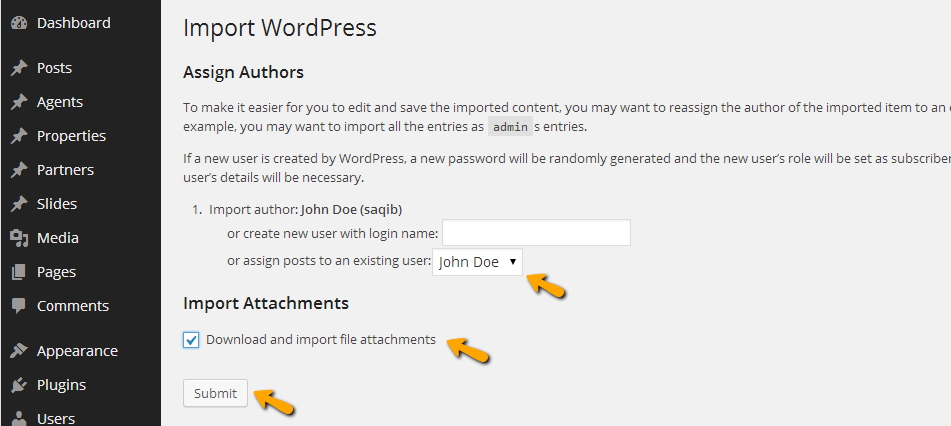 Dashboard
Posts
Agents
Properties
Partners
Slides
Media
Pages
Comments
Appearance
Plugins
Users
Import WordPress
Assign Authors
To make it easier for you to edit and save the imported content, you may want to reassign the author of the imported item to an
example, you may want to import all the entries as admin s entries.
If a new user is created by WordPress, a new password will be randomly generated and the new user's role will be set as subscriber
user's details will be necessary.
1. Import author: John Doe (saqib)
or create new user with login name:
or assign posts to an existing user: John Doe
Import Attachments
Download and import file attachments
Submit